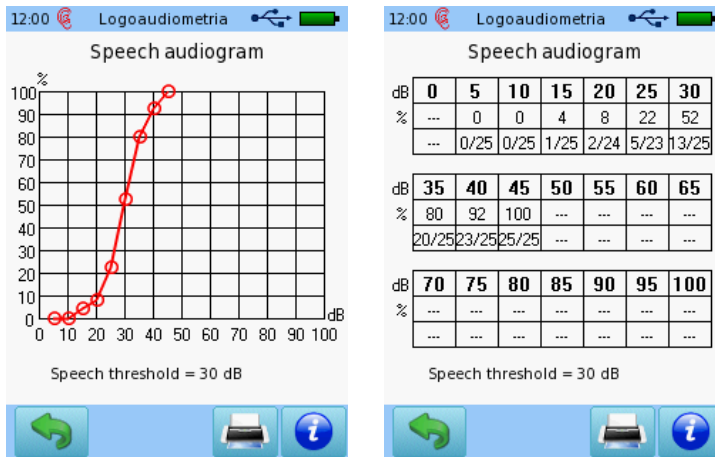 12:00 Logoaudiometria
Speech audiogram
%
100
90
80
70
60
50
40
30
20
10
0
dB
0 10 20 30 40 50 60 70 80 90 100
Speech threshold = 30 dB
i
12:00 Logoaudiometria
Speech audiogram
dB 0 5 10 15 20 25 30
% --- 0 0 4 8 22 52
--- 0/25 0/25 1/25 2/24 5/23 13/25
dB 35 40 45 50 55 60 65
% 80 92 100 --- --- --- ---
20/25 23/25 25/25 --- --- --- ---
dB 70 75 80 85 90 95 100
% --- --- --- --- --- --- ---
--- --- --- --- --- --- ---
Speech threshold = 30 dB
i